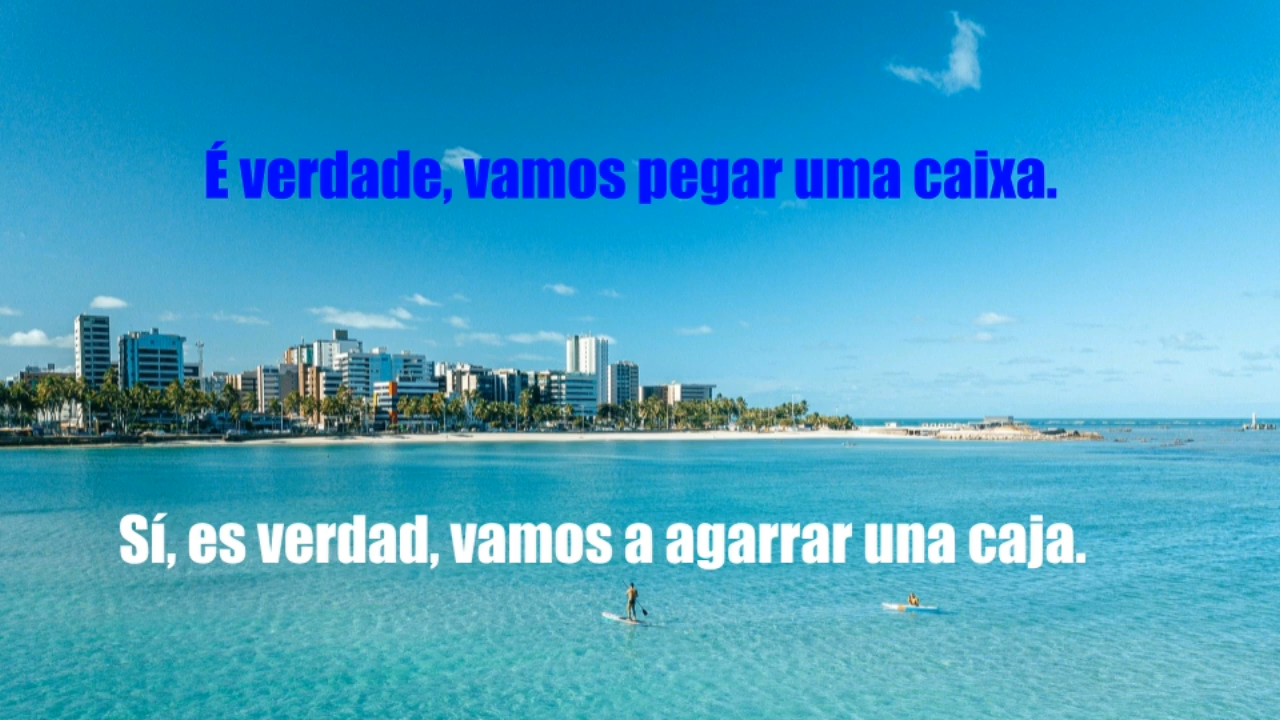 É verdade, vamos pegar uma caixa.
Sí, es verdad, vamos a agarrar una caja.